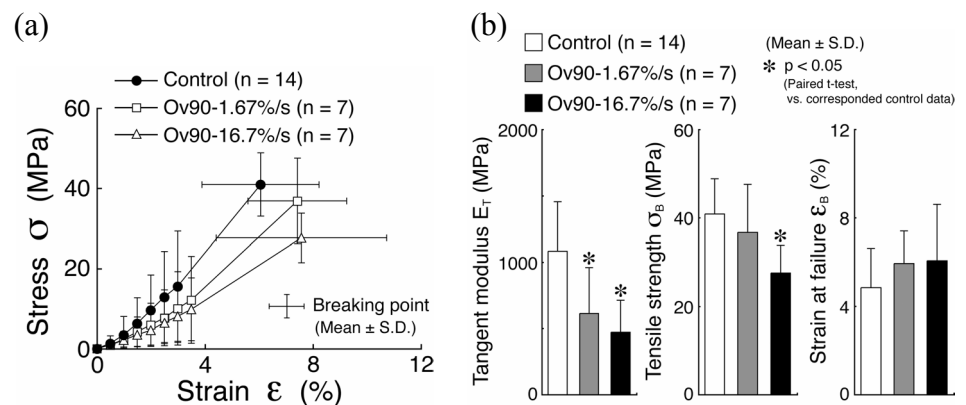 (a)
Control (n = 14)
Ov90-1.67%/s (n = 7)
Ov90-16.7%/s (n = 7)
60
40
20
0
Stress σ (MPa)
Breaking point
(Mean ± S.D.)
0
4
8
12
Strain ε (%)
(b)
Control (n = 14)
Ov90-1.67%/s (n = 7)
Ov90-16.7%/s (n = 7)
(Mean ± S.D.)
* p < 0.05
(Paired t-test,
vs. corresponded control data)
Tangent modulus E_T (MPa)
2000
1000
0
*
*
Tensile strength σ_B (MPa)
60
40
20
0
*
Strain at failure ε_B (%)
12
8
4
0